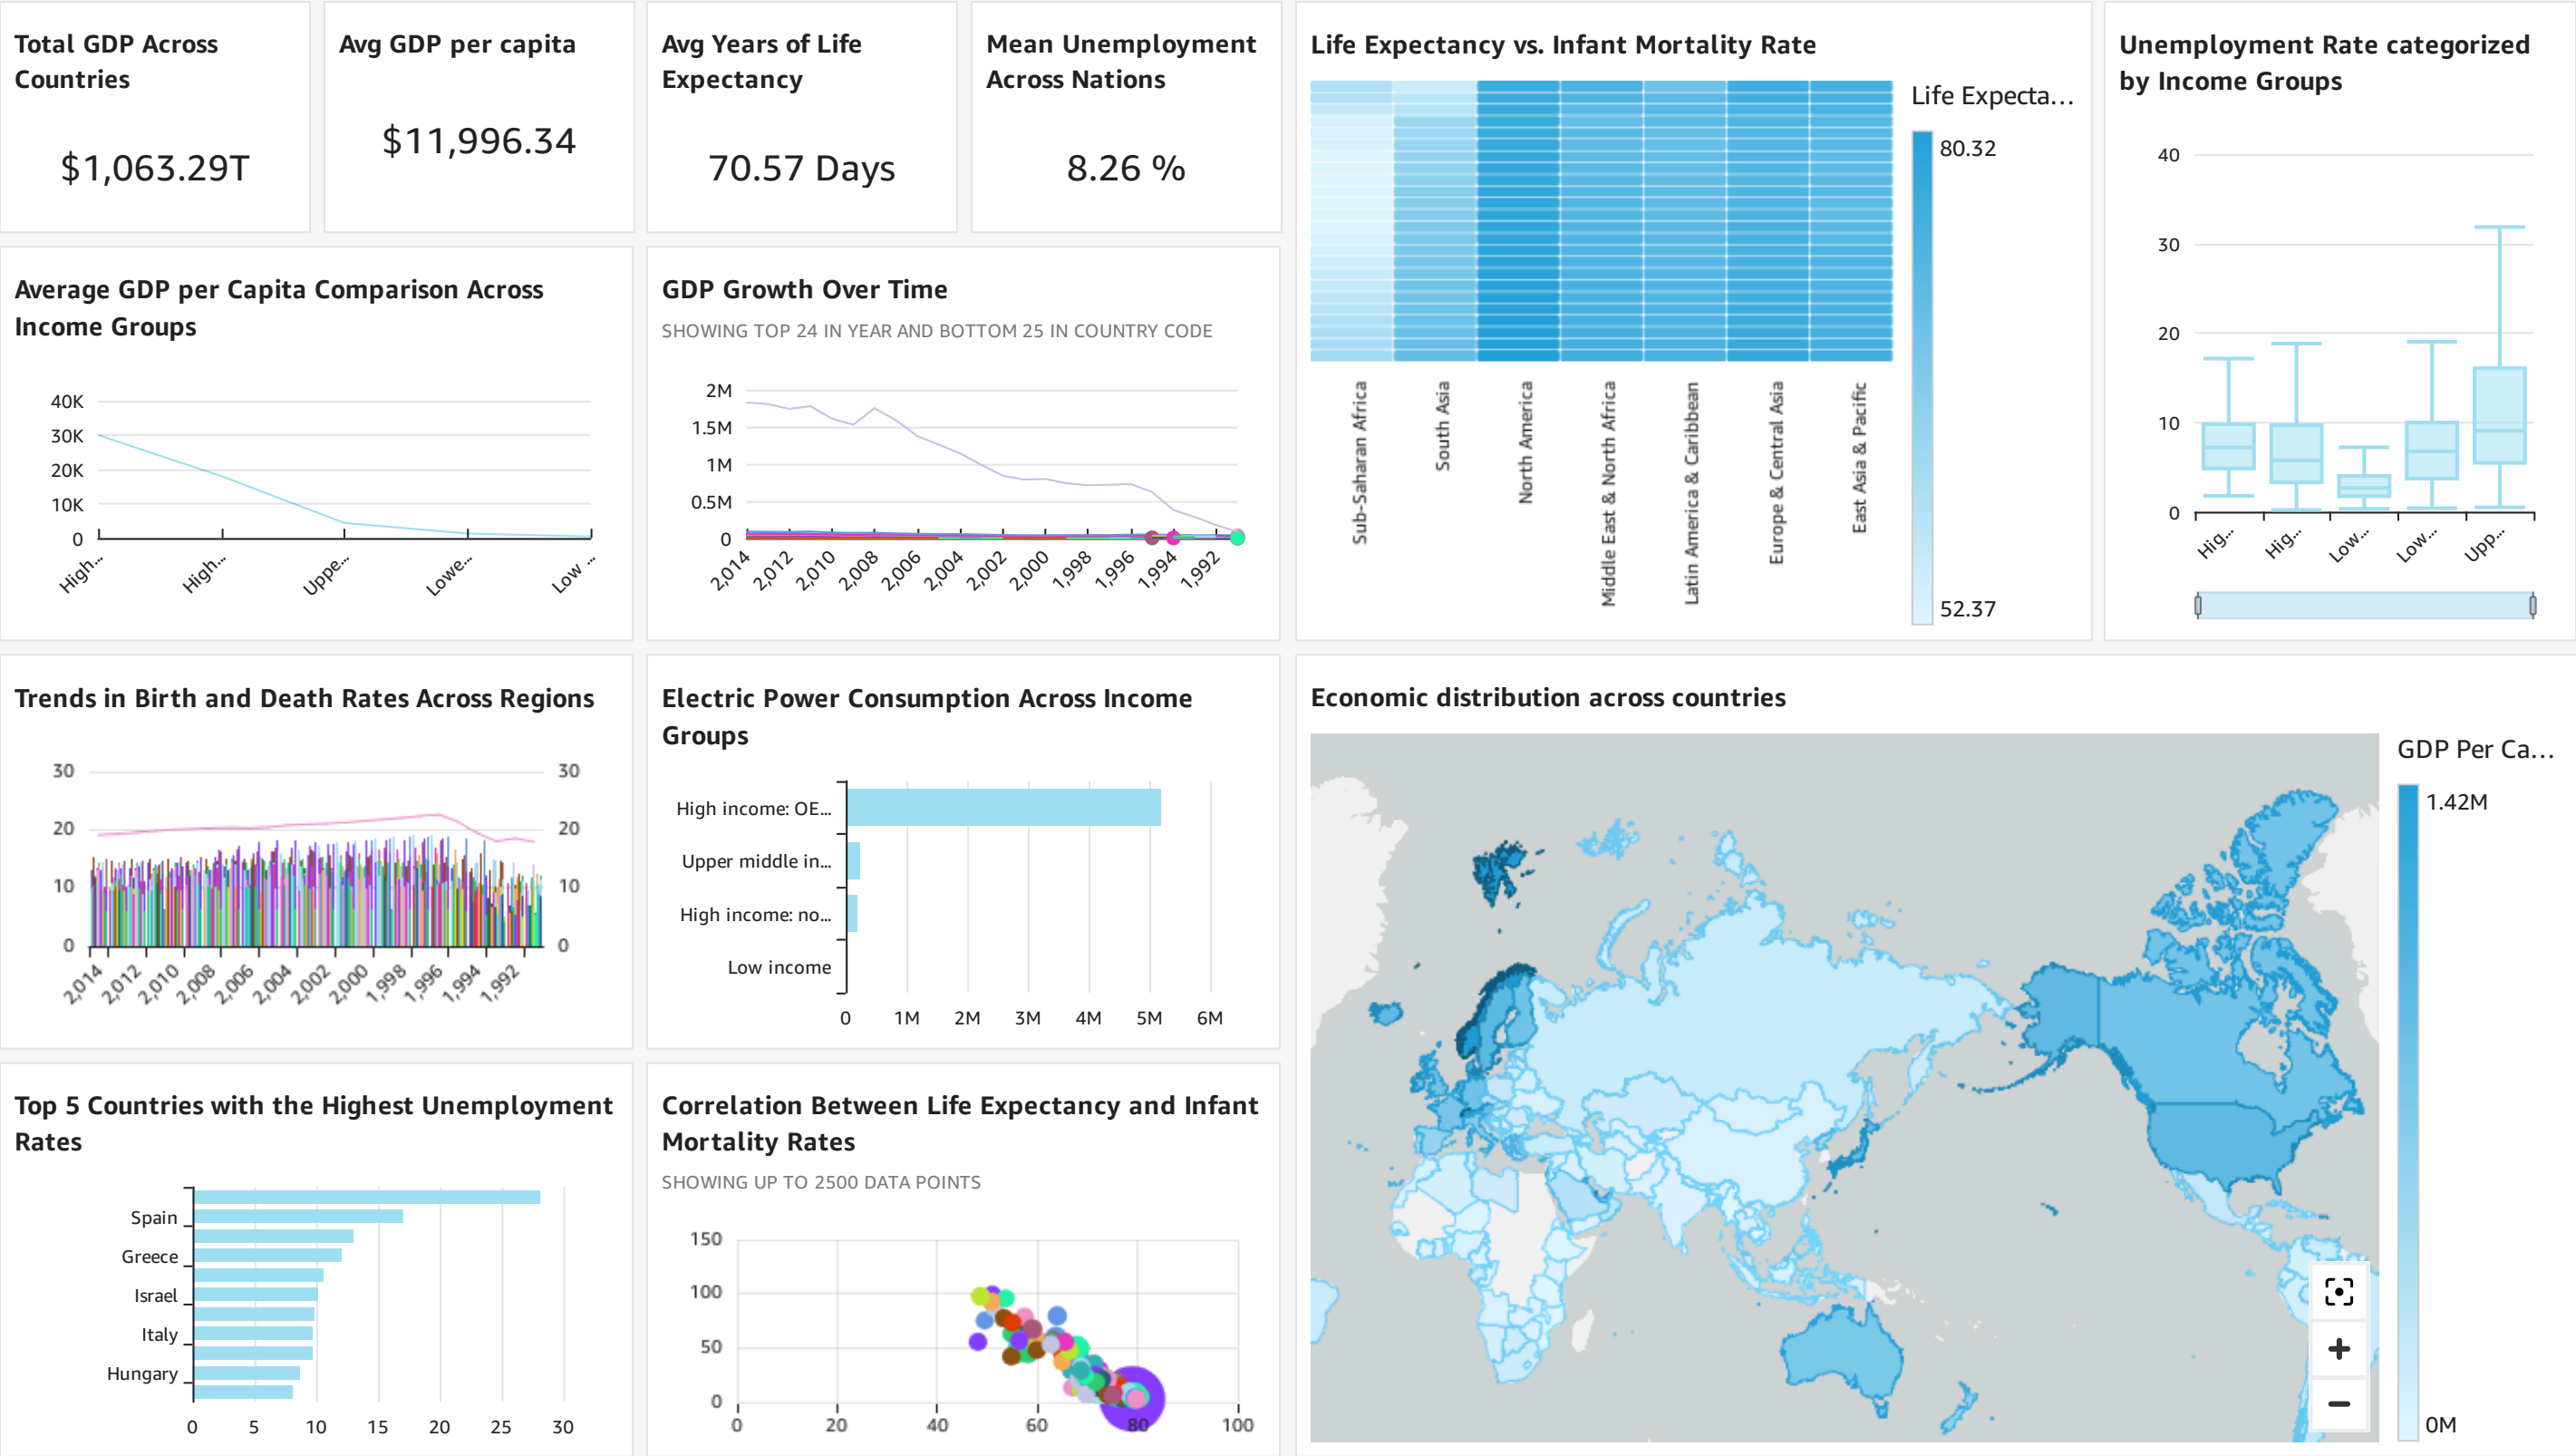 Total GDP Across
Countries
$1,063.29T
Avg GDP per capita
$11,996.34
Avg Years of Life
Expectancy
70.57 Days
Mean Unemployment
Across Nations
8.26 %
Life Expectancy vs. Infant Mortality Rate
Life Expecta...
80.32
52.37
Sub-Saharan Africa
South Asia
North America
Middle East & North Africa
Latin America & Caribbean
Europe & Central Asia
East Asia & Pacific
Unemployment Rate categorized
by Income Groups
40
30
20
10
0
Hig...
Hig...
Low...
Low...
Upp...
Average GDP per Capita Comparison Across
Income Groups
40K
30K
20K
10K
0
High...
High...
Uppe...
Lowe...
Low ...
GDP Growth Over Time
SHOWING TOP 24 IN YEAR AND BOTTOM 25 IN COUNTRY CODE
2M
1.5M
1M
0.5M
0
2,014
2,012
2,010
2,008
2,006
2,004
2,002
2,000
1,998
1,996
1,994
1,992
Trends in Birth and Death Rates Across Regions
30
20
10
0
30
20
10
0
2,014
2,012
2,010
2,008
2,006
2,004
2,002
2,000
1,998
1,996
1,994
1,992
Electric Power Consumption Across Income
Groups
High income: OE...
Upper middle in...
High income: no...
Low income
0 1M 2M 3M 4M 5M 6M
Economic distribution across countries
GDP Per Ca...
1.42M
0M
Top 5 Countries with the Highest Unemployment
Rates
Spain
Greece
Israel
Italy
Hungary
0 5 10 15 20 25 30
Correlation Between Life Expectancy and Infant
Mortality Rates
SHOWING UP TO 2500 DATA POINTS
150
100
50
0
0 20 40 60 80 100